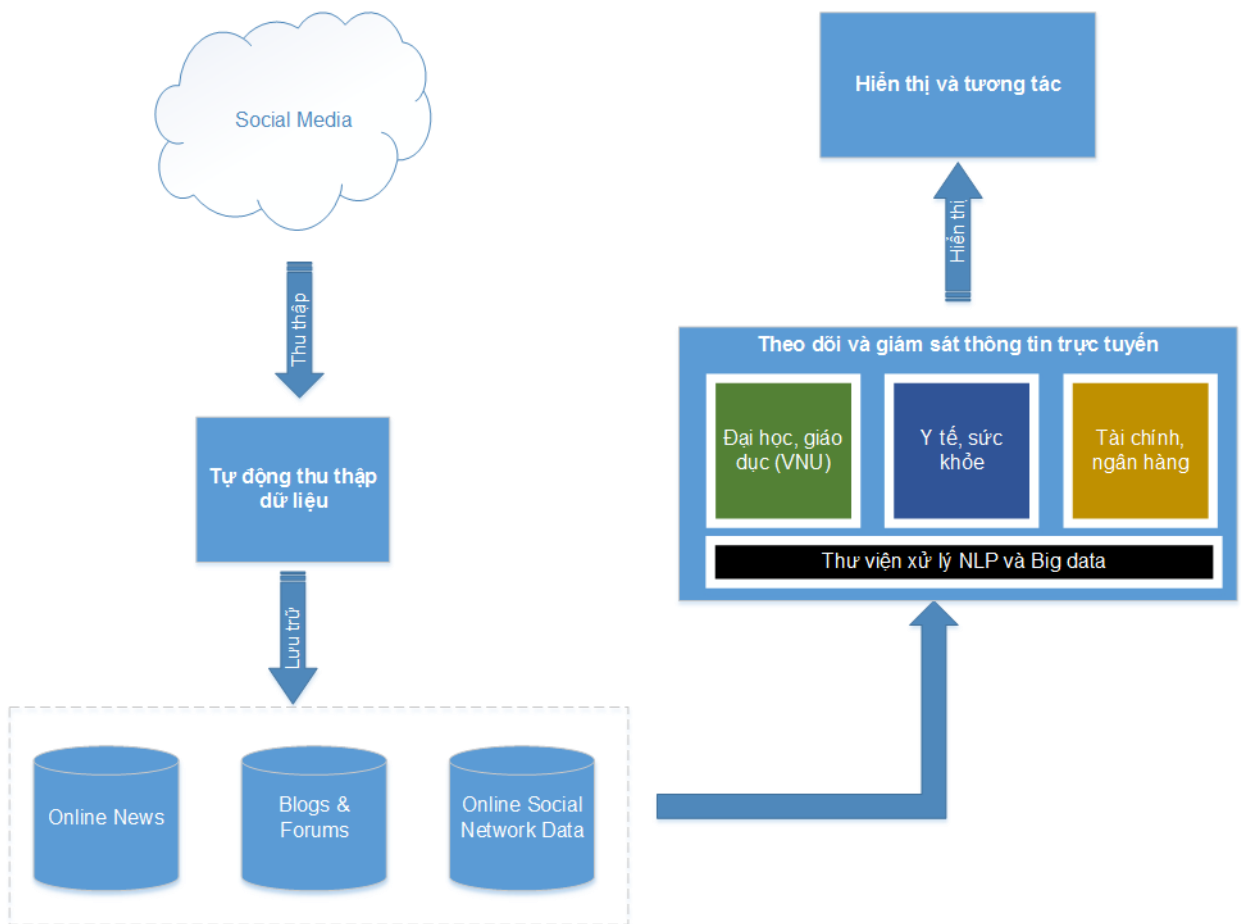 Social Media
Thu thập
Tự động thu thập
dữ liệu
Lưu trữ
Online News
Blogs &
Forums
Online Social
Network Data
Hiển thị và tương tác
Hiển thị
Theo dõi và giám sát thông tin trực tuyến
Đại học, giáo
dục (VNU)
Y tế, sức
khỏe
Tài chính,
ngân hàng
Thư viện xử lý NLP và Big data